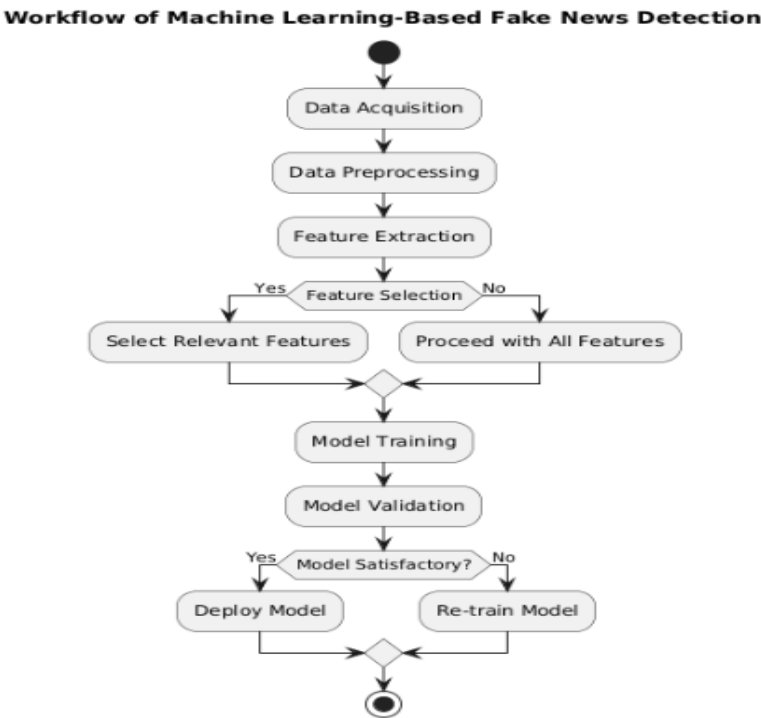 Workflow of Machine Learning-Based Fake News Detection
Data Acquisition
Data Preprocessing
Feature Extraction
Yes
Feature Selection
No
Select Relevant Features
Proceed with All Features
Model Training
Model Validation
Yes
Model Satisfactory?
No
Deploy Model
Re-train Model